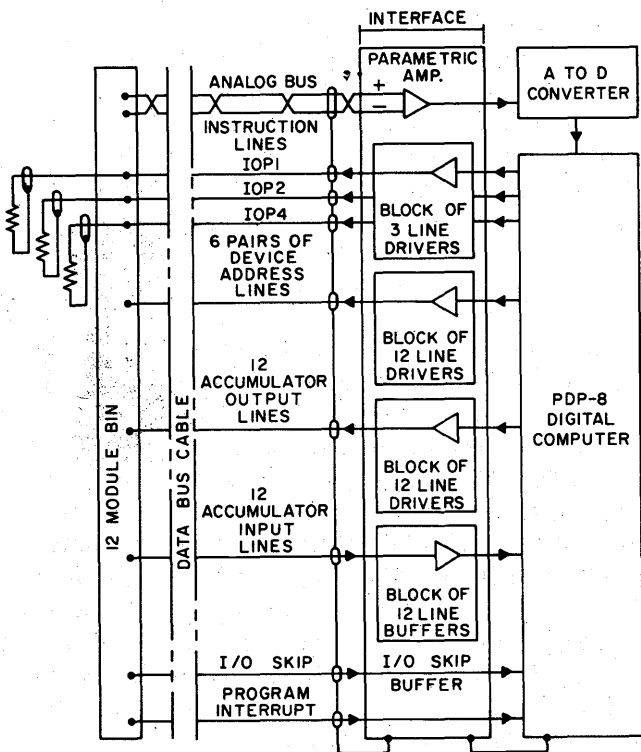 INTERFACE
PARAMETRIC
AMP.
+
−
A TO D
CONVERTER
ANALOG BUS
INSTRUCTION
LINES
IOP1
IOP2
IOP4
BLOCK OF
3 LINE
DRIVERS
6 PAIRS OF
DEVICE
ADDRESS
LINES
BLOCK OF
12 LINE
DRIVERS
12
ACCUMULATOR
OUTPUT
LINES
BLOCK OF
12 LINE
DRIVERS
PDP-8
DIGITAL
COMPUTER
12 MODULE BIN
DATA BUS CABLE
12
ACCUMULATOR
INPUT
LINES
BLOCK OF
12 LINE
BUFFERS
I/O SKIP
I/O SKIP
BUFFER
PROGRAM
INTERRUPT